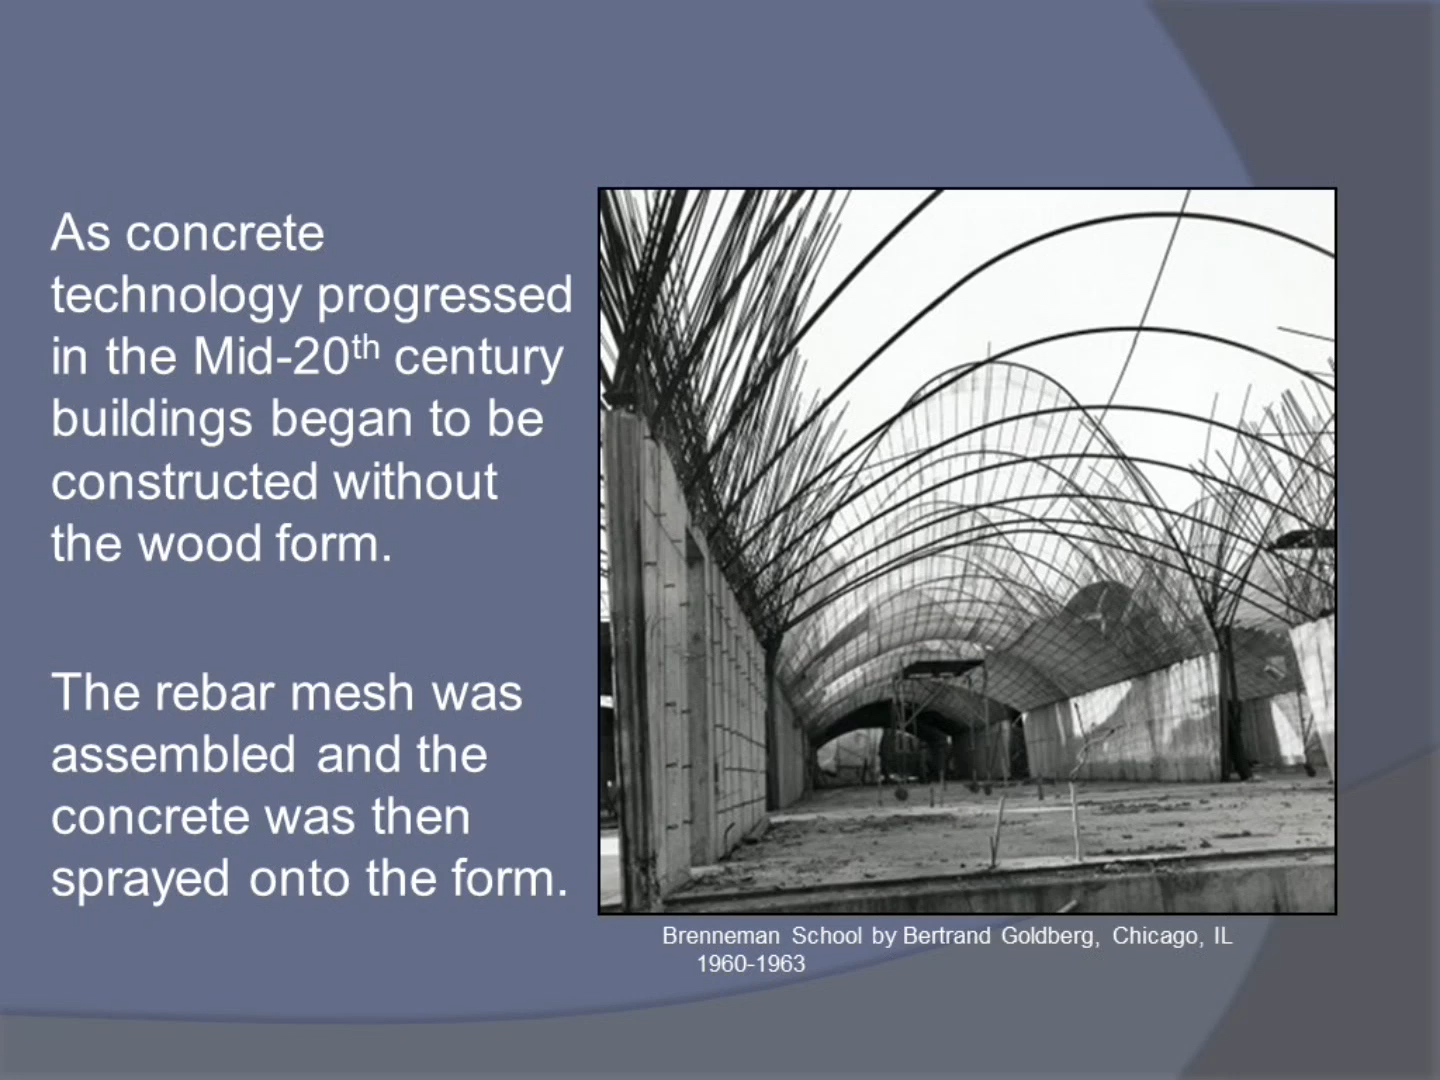 As concrete
technology progressed
in the Mid-20th century
buildings began to be
constructed without
the wood form.
The rebar mesh was
assembled and the
concrete was then
sprayed onto the form.
Brenneman School by Bertrand Goldberg, Chicago, IL
1960-1963